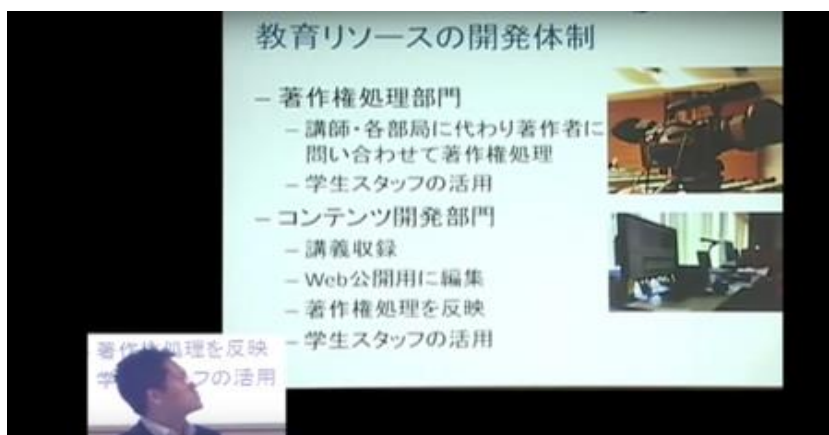 教育リソースの開発体制
– 著作権処理部門
– 講師・各部局に代わり著作者に
問い合わせて著作権処理
– 学生スタッフの活用
– コンテンツ開発部門
– 講義収録
– Web公開用に編集
– 著作権処理を反映
– 学生スタッフの活用
著作 処理を反映
学 ッフの活用